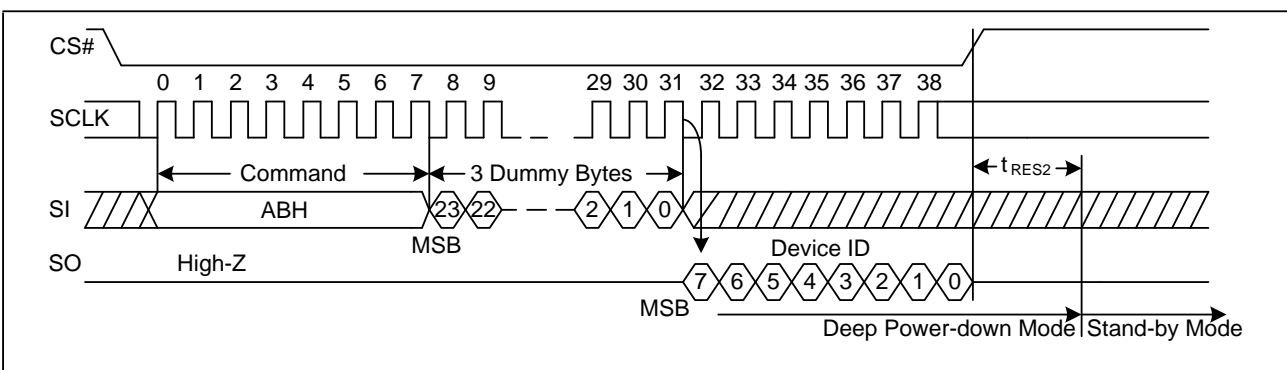 CS#
0 1 2 3 4 5 6 7 8 9 29 30 31 32 33 34 35 36 37 38
SCLK
Command 3 Dummy Bytes tRES2
SI ABH 23 22 2 1 0
MSB
SO High-Z Device ID
7 6 5 4 3 2 1 0
MSB
Deep Power-down Mode Stand-by Mode